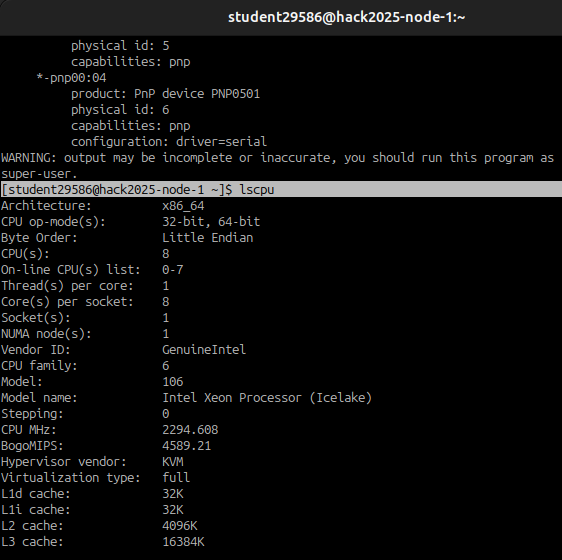 student29586@hack2025-node-1:~
physical id: 5
capabilities: pnp
*-pnp00:04
product: PnP device PNP0501
physical id: 6
capabilities: pnp
configuration: driver=serial
WARNING: output may be incomplete or inaccurate, you should run this program as
super-user.
[student29586@hack2025-node-1 ~]$ lscpu
Architecture:          x86_64
CPU op-mode(s):        32-bit, 64-bit
Byte Order:            Little Endian
CPU(s):                8
On-line CPU(s) list:   0-7
Thread(s) per core:    1
Core(s) per socket:    8
Socket(s):             1
NUMA node(s):          1
Vendor ID:             GenuineIntel
CPU family:            6
Model:                 106
Model name:            Intel Xeon Processor (Icelake)
Stepping:              0
CPU MHz:               2294.608
BogoMIPS:              4589.21
Hypervisor vendor:     KVM
Virtualization type:   full
L1d cache:             32K
L1i cache:             32K
L2 cache:              4096K
L3 cache:              16384K